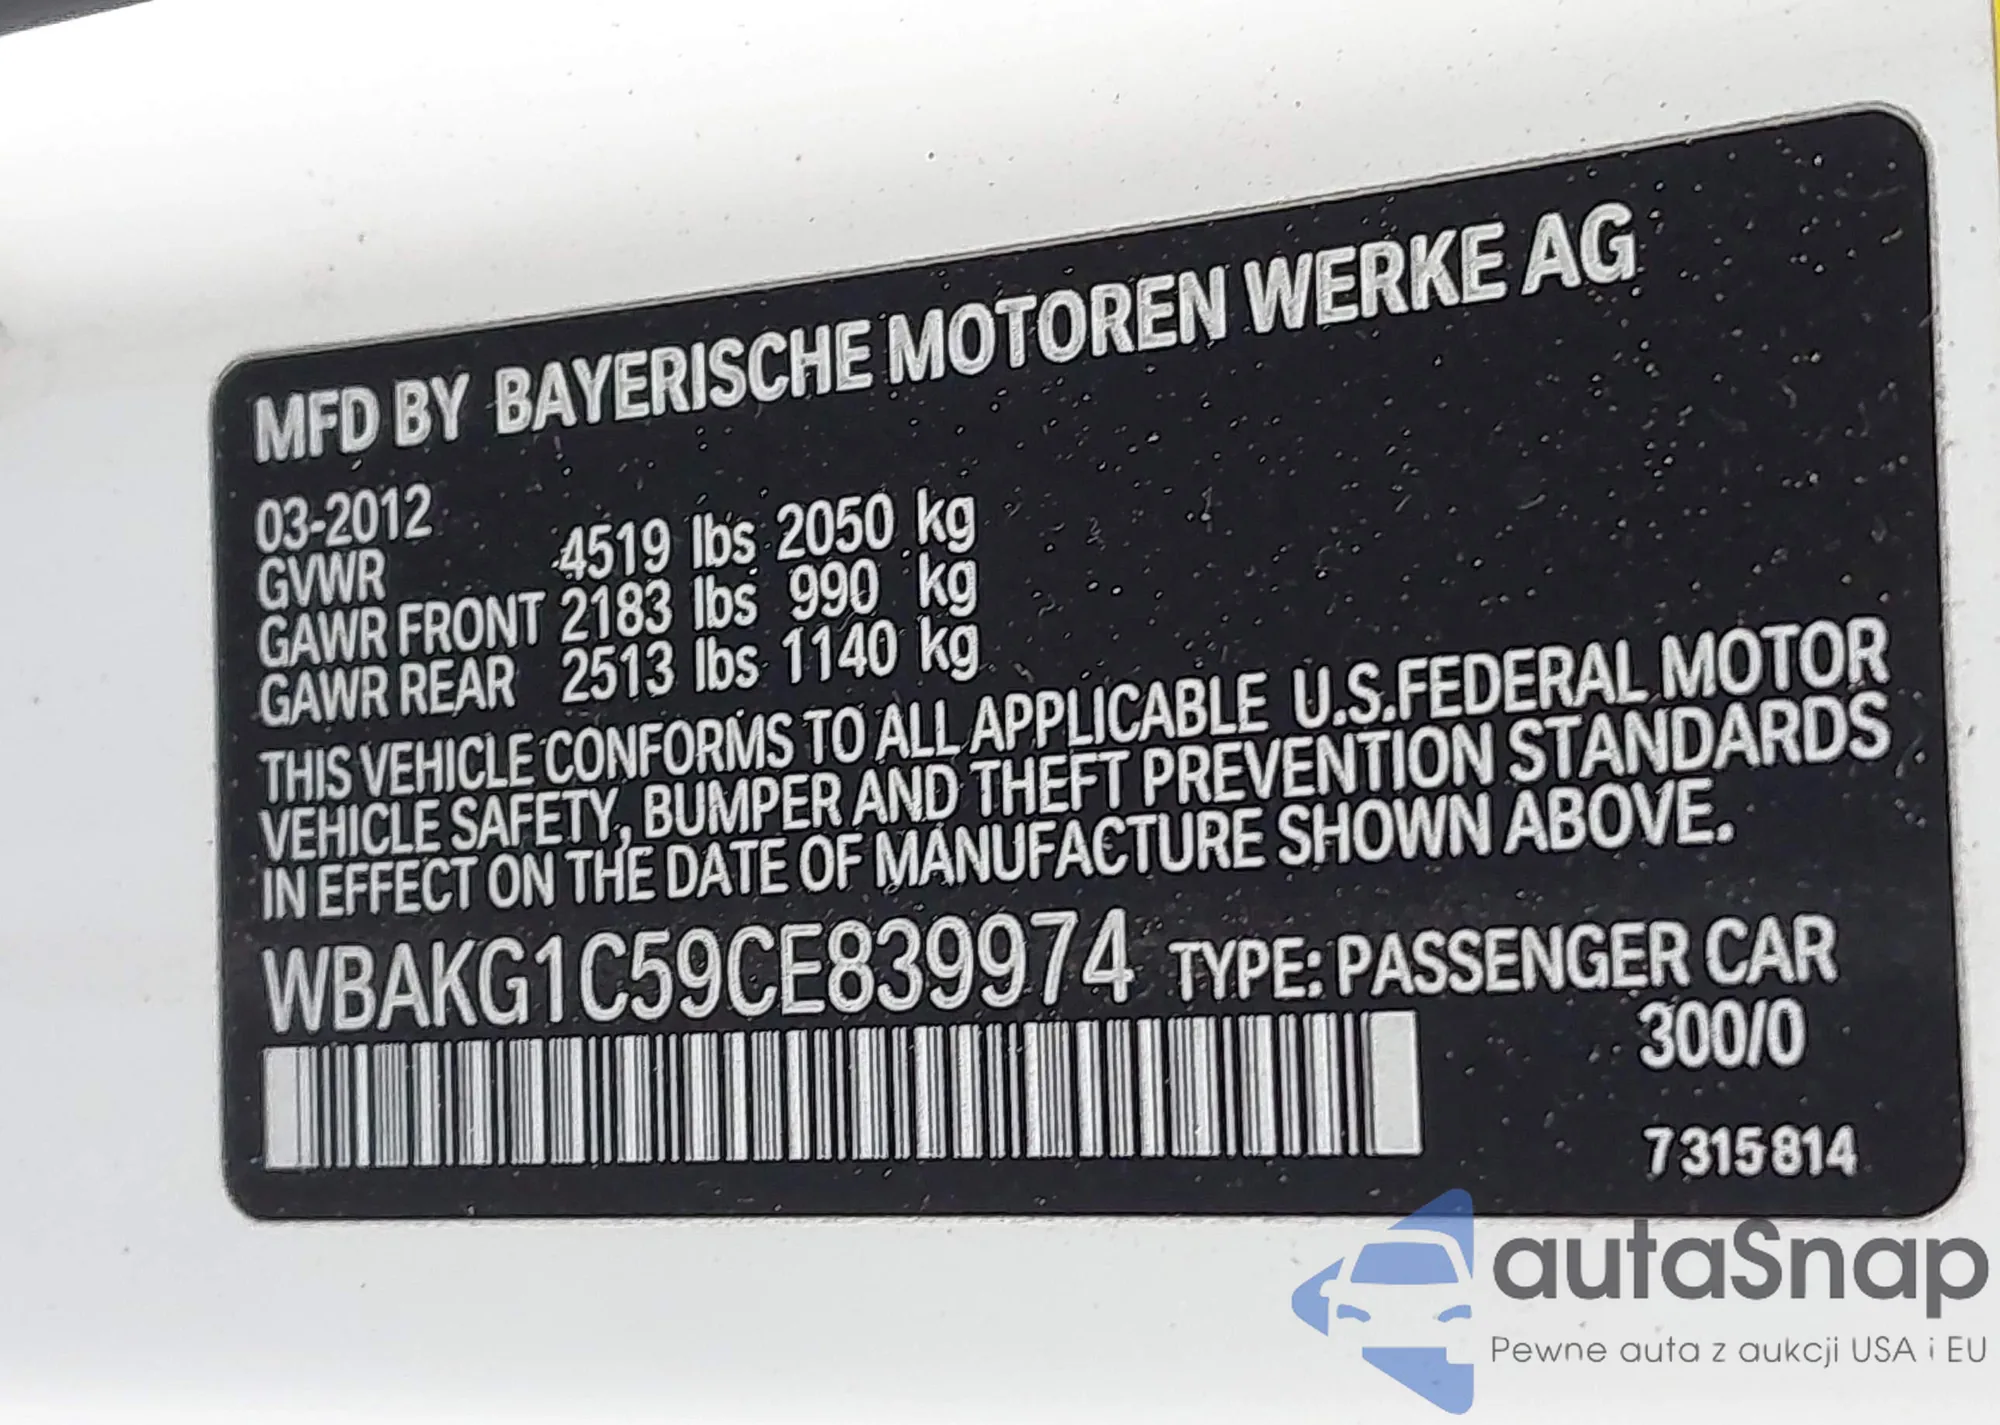 MFD BY BAYERISCHE MOTOREN WERKE AG
03-2012
GVWR 4519 lbs 2050 kg
GAWR FRONT 2183 lbs 990 kg
GAWR REAR 2513 lbs 1140 kg
THIS VEHICLE CONFORMS TO ALL APPLICABLE U.S.FEDERAL MOTOR
VEHICLE SAFETY, BUMPER AND THEFT PREVENTION STANDARDS
IN EFFECT ON THE DATE OF MANUFACTURE SHOWN ABOVE.
WBAKG1C59CE839974 TYPE: PASSENGER CAR
300/0
7315814
autaSnap
Pewne auta z aukcji USA i EU